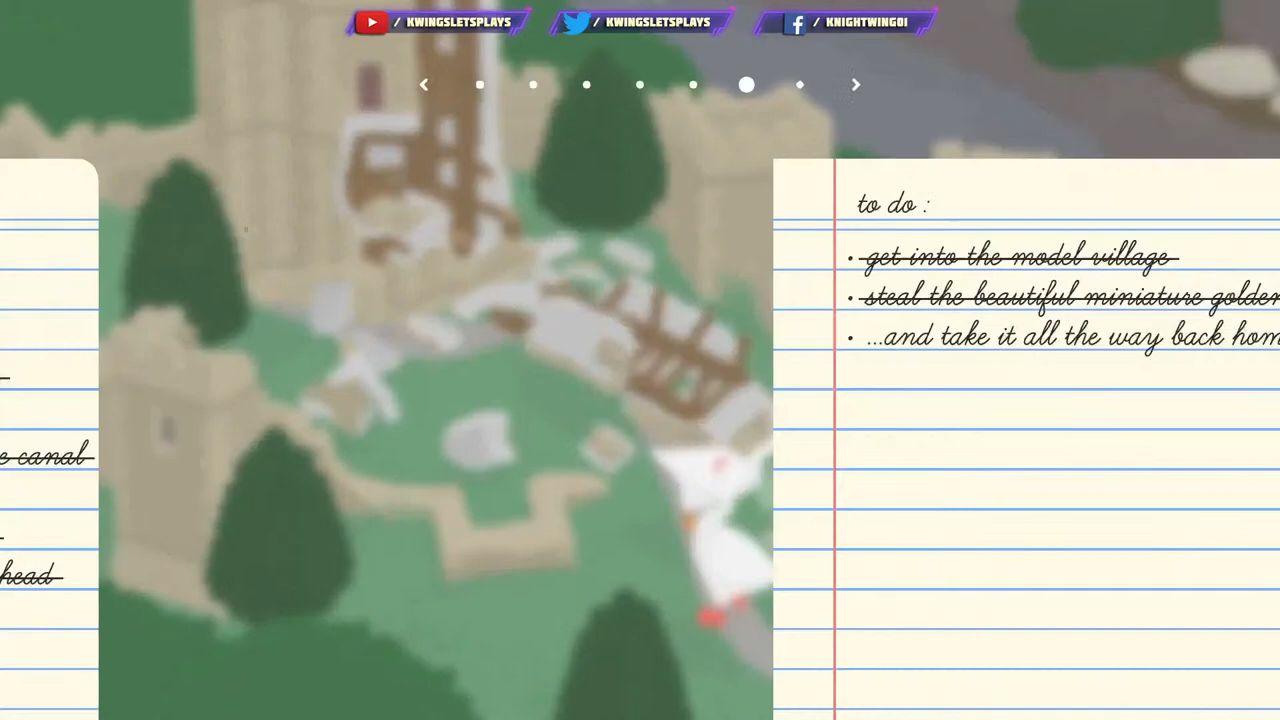 / KWINGSLETSPLAYS / KWINGSLETSPLAYS / KNIGHTWING01
to do :
• get into the model village
• steal the beautiful miniature golden
• ...and take it all the way back hom
e canal
head